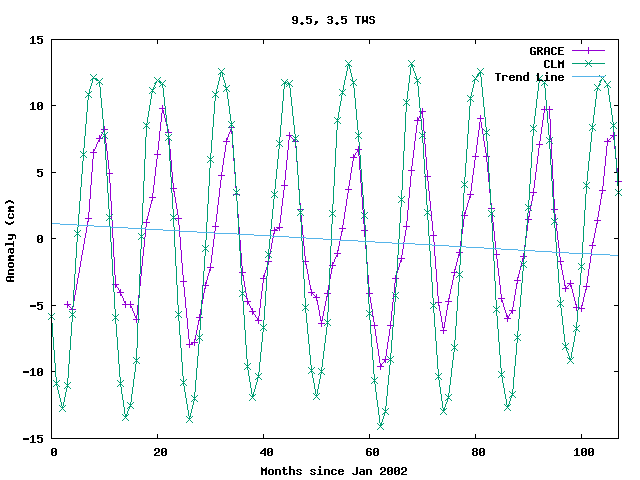 9.5, 3.5 TWS
GRACE
CLM
Trend Line
15
10
5
0
-5
-10
-15
Anomaly (cm)
0 20 40 60 80 100
Months since Jan 2002